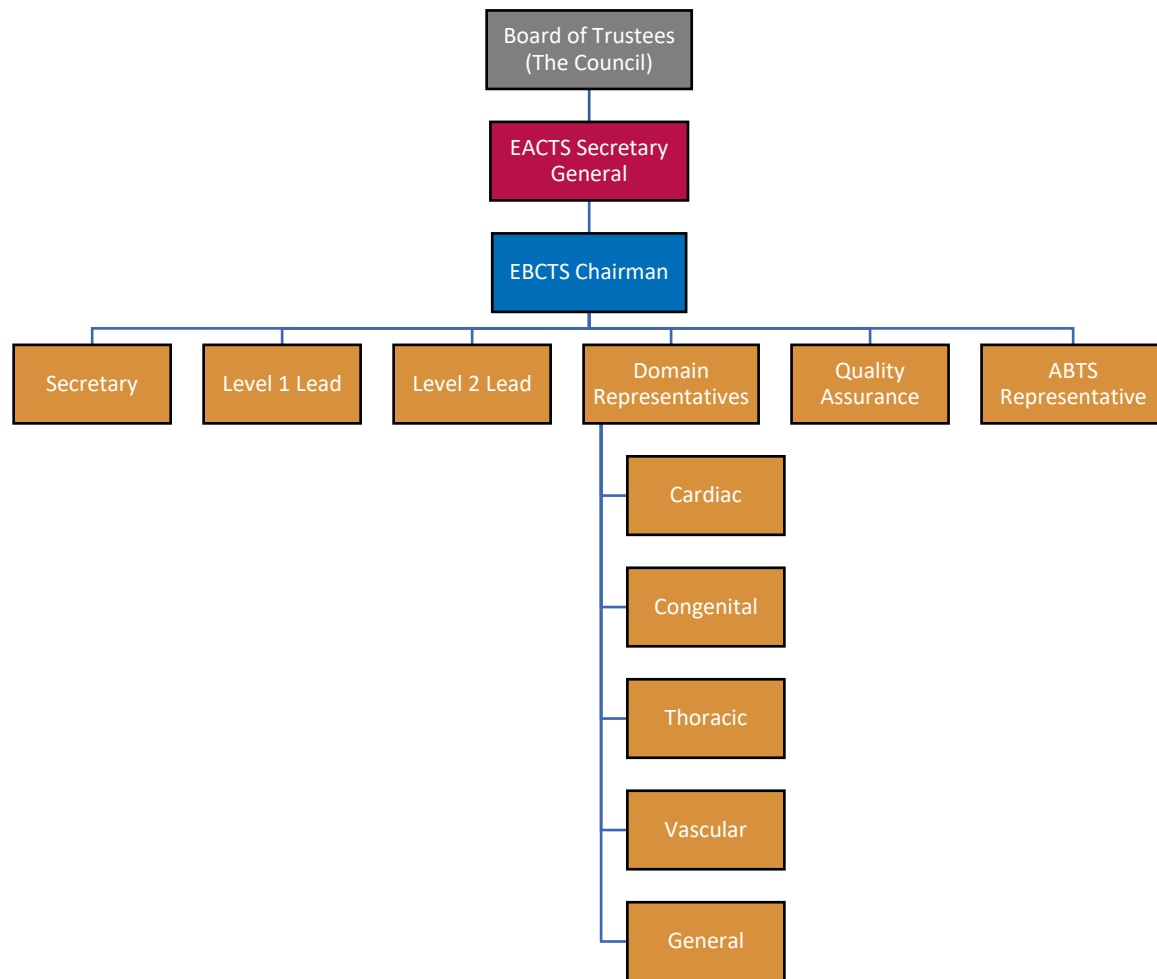 Board of Trustees
(The Council)
EACTS Secretary
General
EBCTS Chairman
Secretary
Level 1 Lead
Level 2 Lead
Domain
Representatives
Quality
Assurance
ABTS
Representative
Cardiac
Congenital
Thoracic
Vascular
General